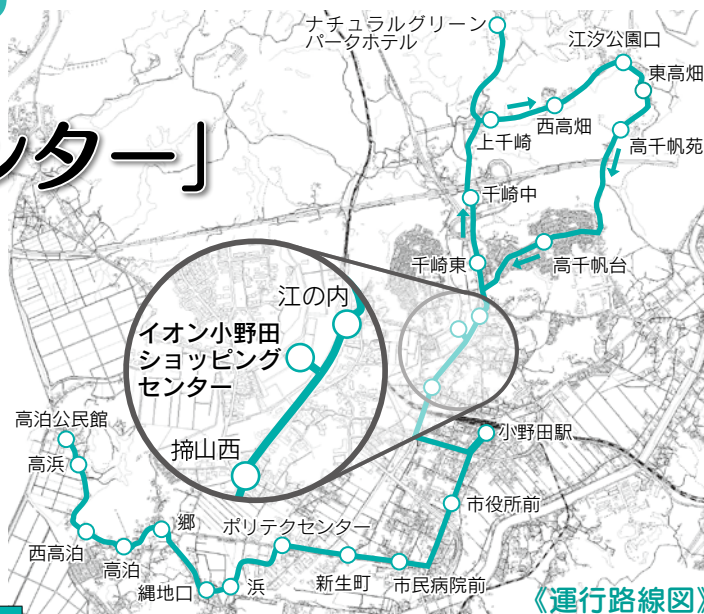 ンター」
ナチュラルグリーン
パークホテル
江汐公園口
東高畑
西高畑
上千崎
高千帆苑
千崎中
千崎東
高千帆台
江の内
イオン小野田
ショッピング
センター
掃山西
小野田駅
高泊公民館
高浜
市役所前
西高泊
高泊
郷
ポリテクセンター
縄地口
浜
新生町
市民病院前
《運行路線図》